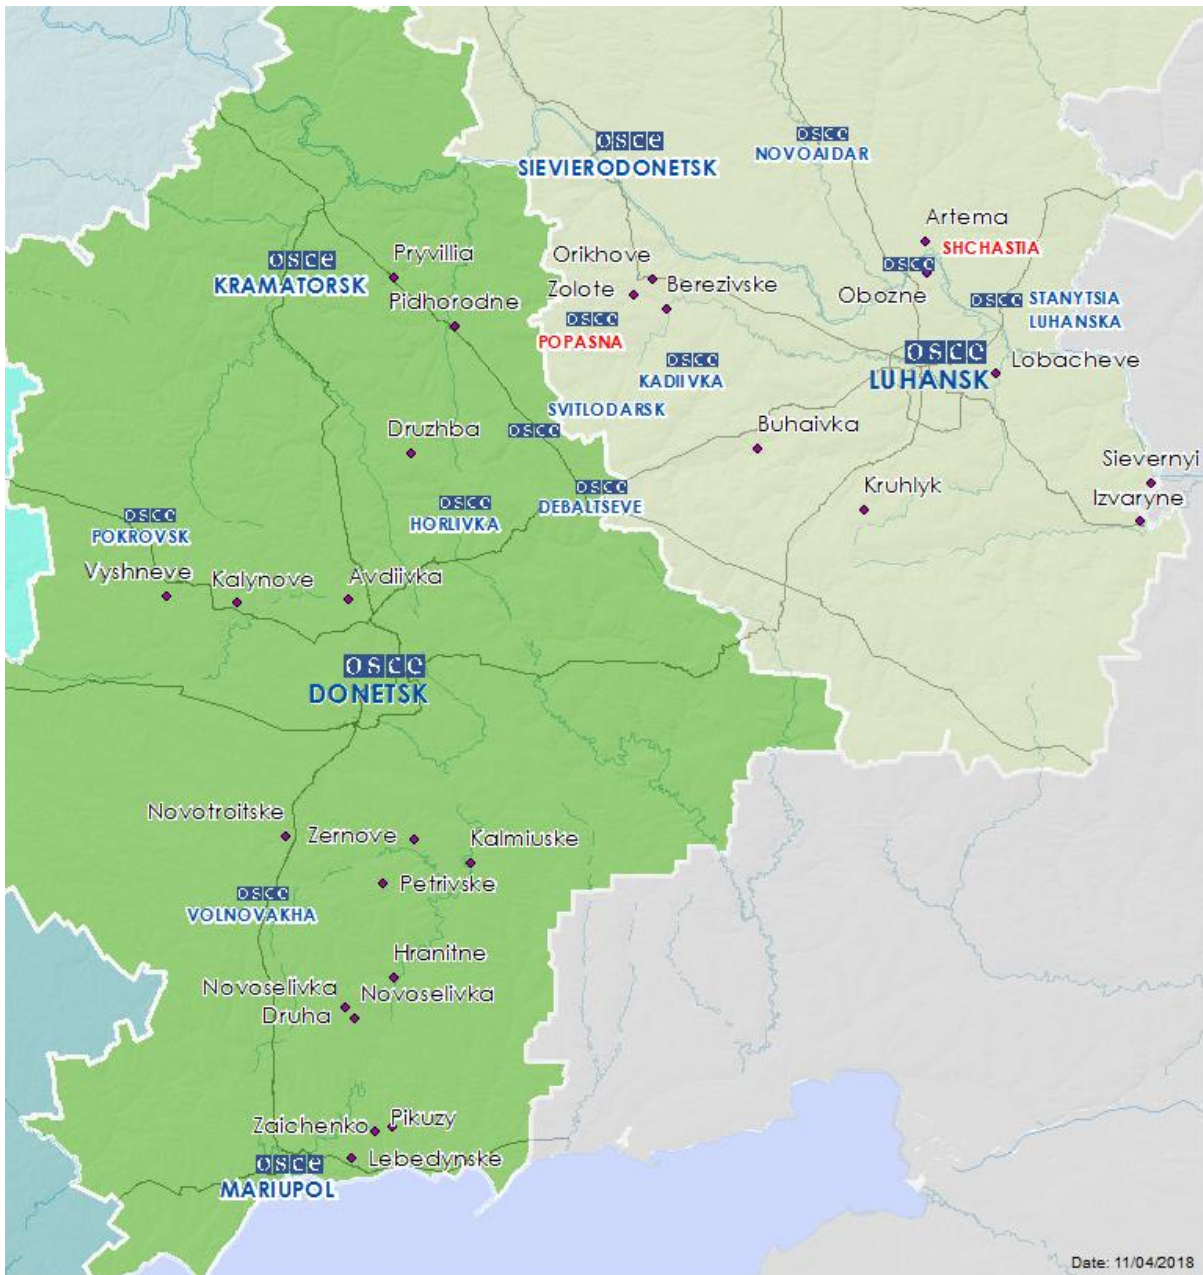 osce
SIEVIERODONETSK
osce
NOVOAIDAR
Artema
SHCHASTIA
osce
Obozne
Pryvillia
osce
KRAMATORSK
Pidhorodne
Orikhove
Zolote
Berezivske
osce
POPASNA
osce
STANYTSIA
LUHANSKA
osce
LUHANSK
Lobacheve
osce
KADIIVKA
SVITLODARSK
osce
Druzhba
Buhaivka
Sievernyi
Izvaryne
Kruhlyk
osce
DEBALTSEVE
osce
HORLIVKA
osce
POKROVSK
Vyshneve
Kalynove
Avdiivka
osce
DONETSK
Novotroitske
Zernove
Kalmiuske
Petrivske
osce
VOLNOVAKHA
Hranitne
Novoselivka
Novoselivka
Druha
Zaichenko
Pikuzy
Lebedynske
osce
MARIUPOL
Date: 11/04/2018